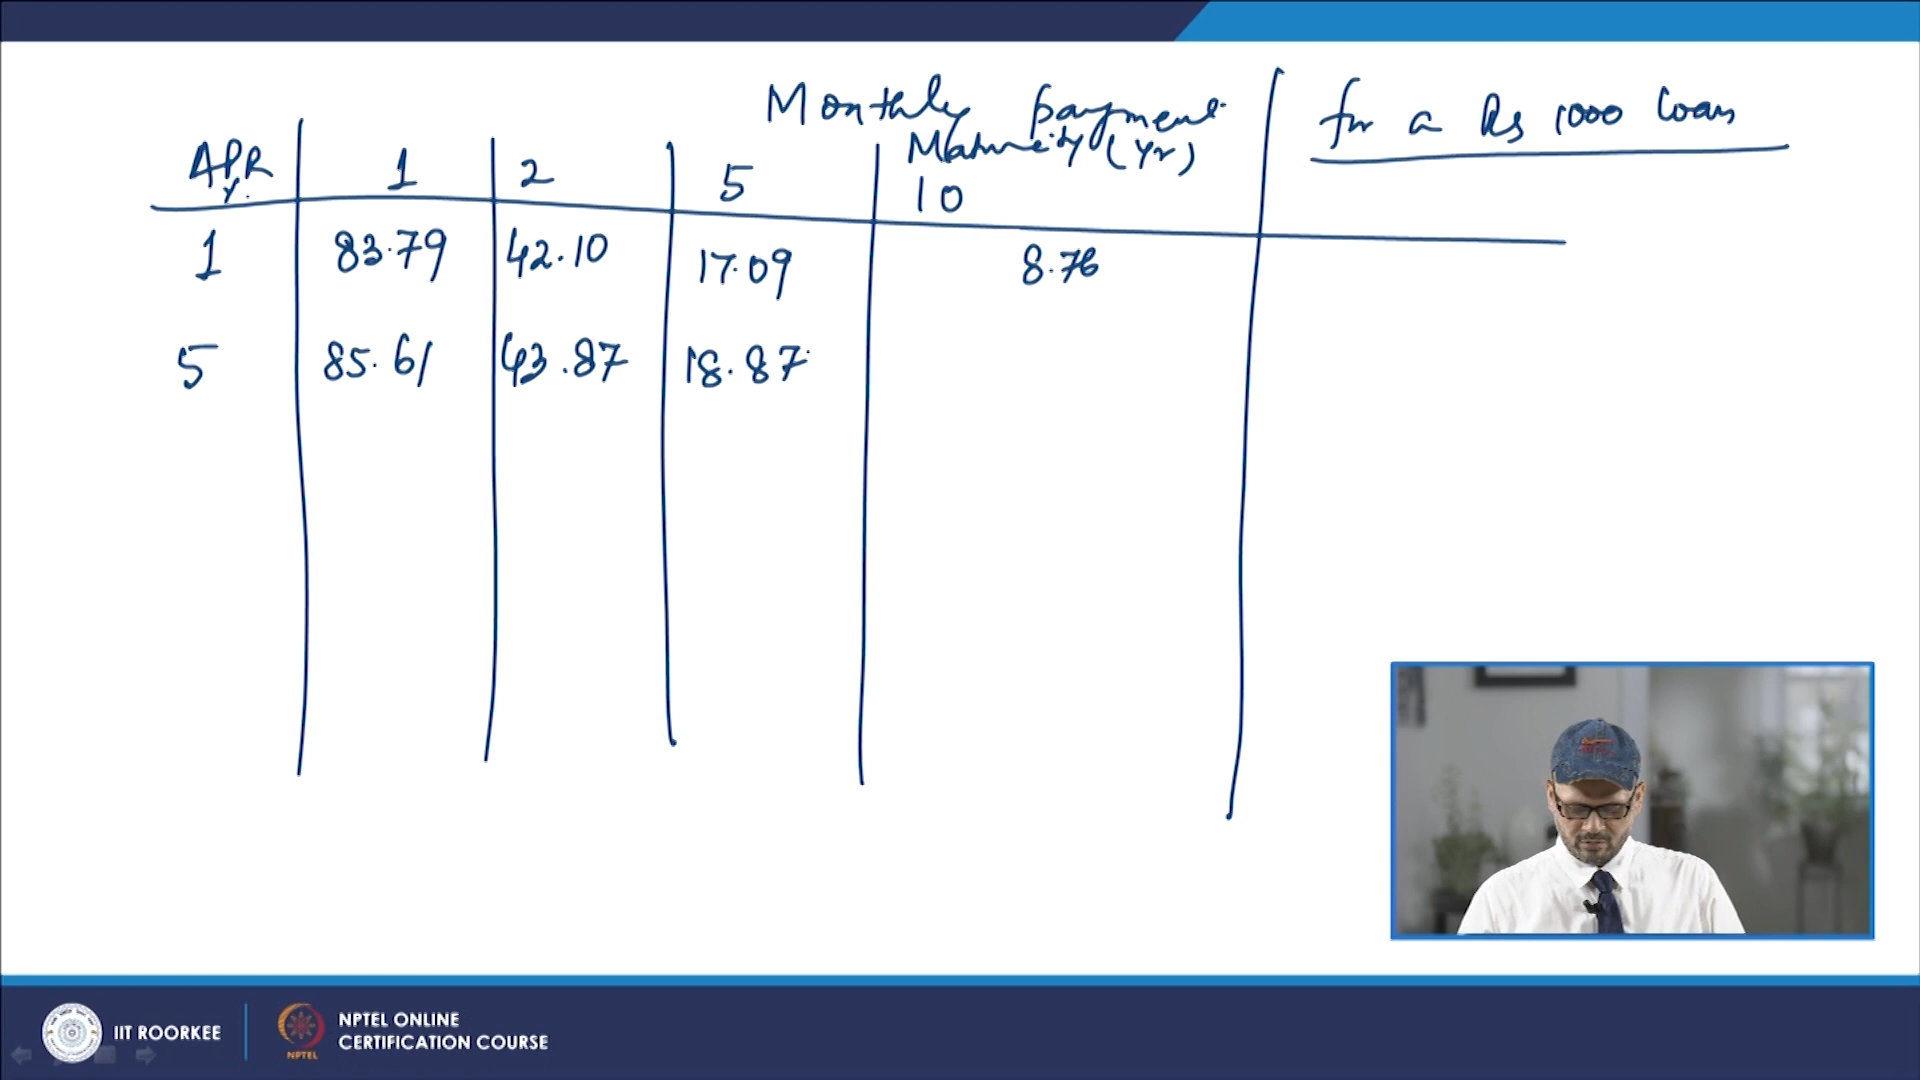 Monthly payment for a Rs 1000 loan
Maturity (Yr)
APR 1 2 5 10
%
1 83.79 42.10 17.09 8.76
5 85.61 43.87 18.87
IIT ROORKEE
NPTEL
NPTEL ONLINE
CERTIFICATION COURSE